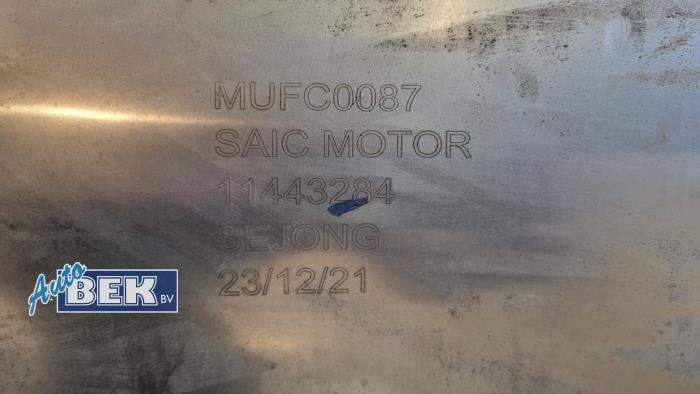 MUFC0087
SAIC MOTOR
11443284
SEJONG
23/12/21
Auto
BEK BV